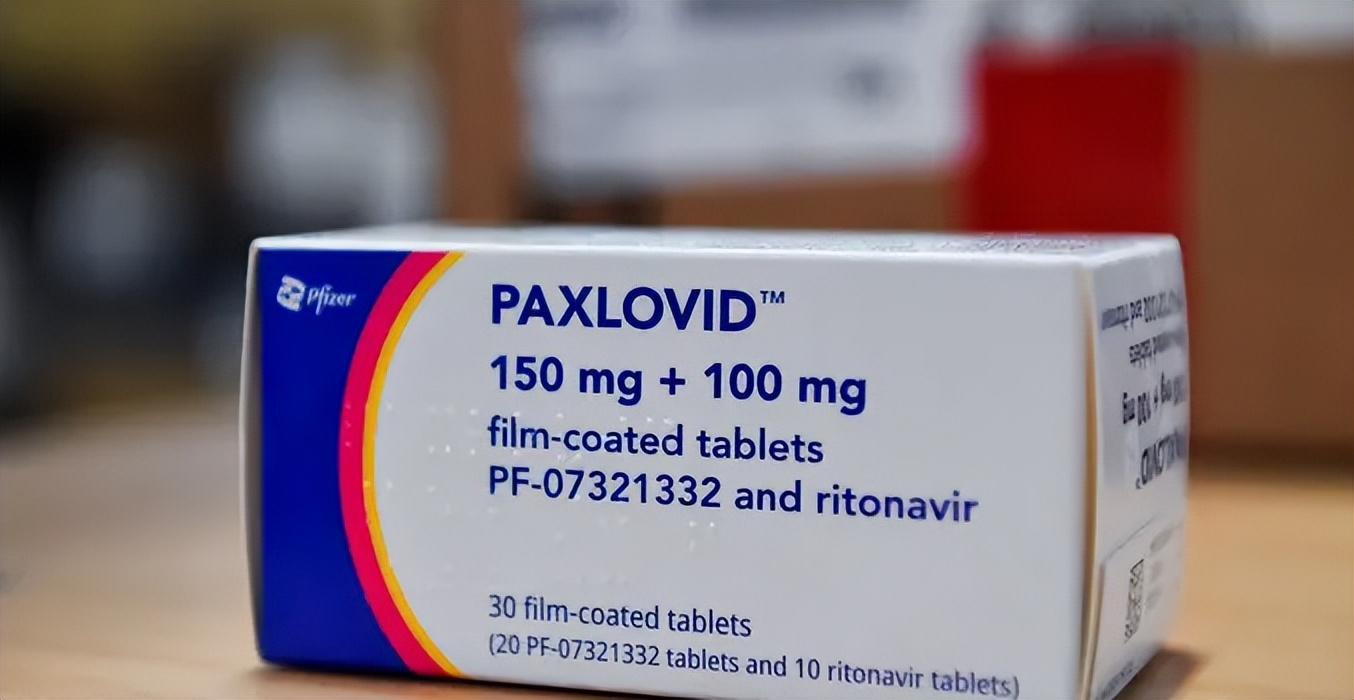 Pfizer
PAXLOVID™
150 mg + 100 mg
film-coated tablets
PF-07321332 and ritonavir
30 film-coated tablets
(20 PF-07321332 tablets and 10 ritonavir tablets)